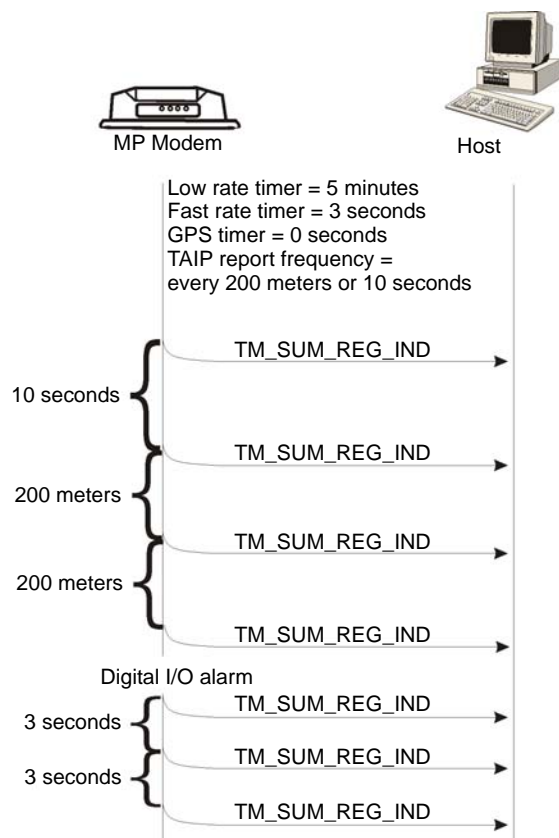 MP Modem
Host
Low rate timer = 5 minutes
Fast rate timer = 3 seconds
GPS timer = 0 seconds
TAIP report frequency =
every 200 meters or 10 seconds
TM_SUM_REG_IND
10 seconds
TM_SUM_REG_IND
200 meters
TM_SUM_REG_IND
200 meters
TM_SUM_REG_IND
Digital I/O alarm
TM_SUM_REG_IND
3 seconds
TM_SUM_REG_IND
3 seconds
TM_SUM_REG_IND